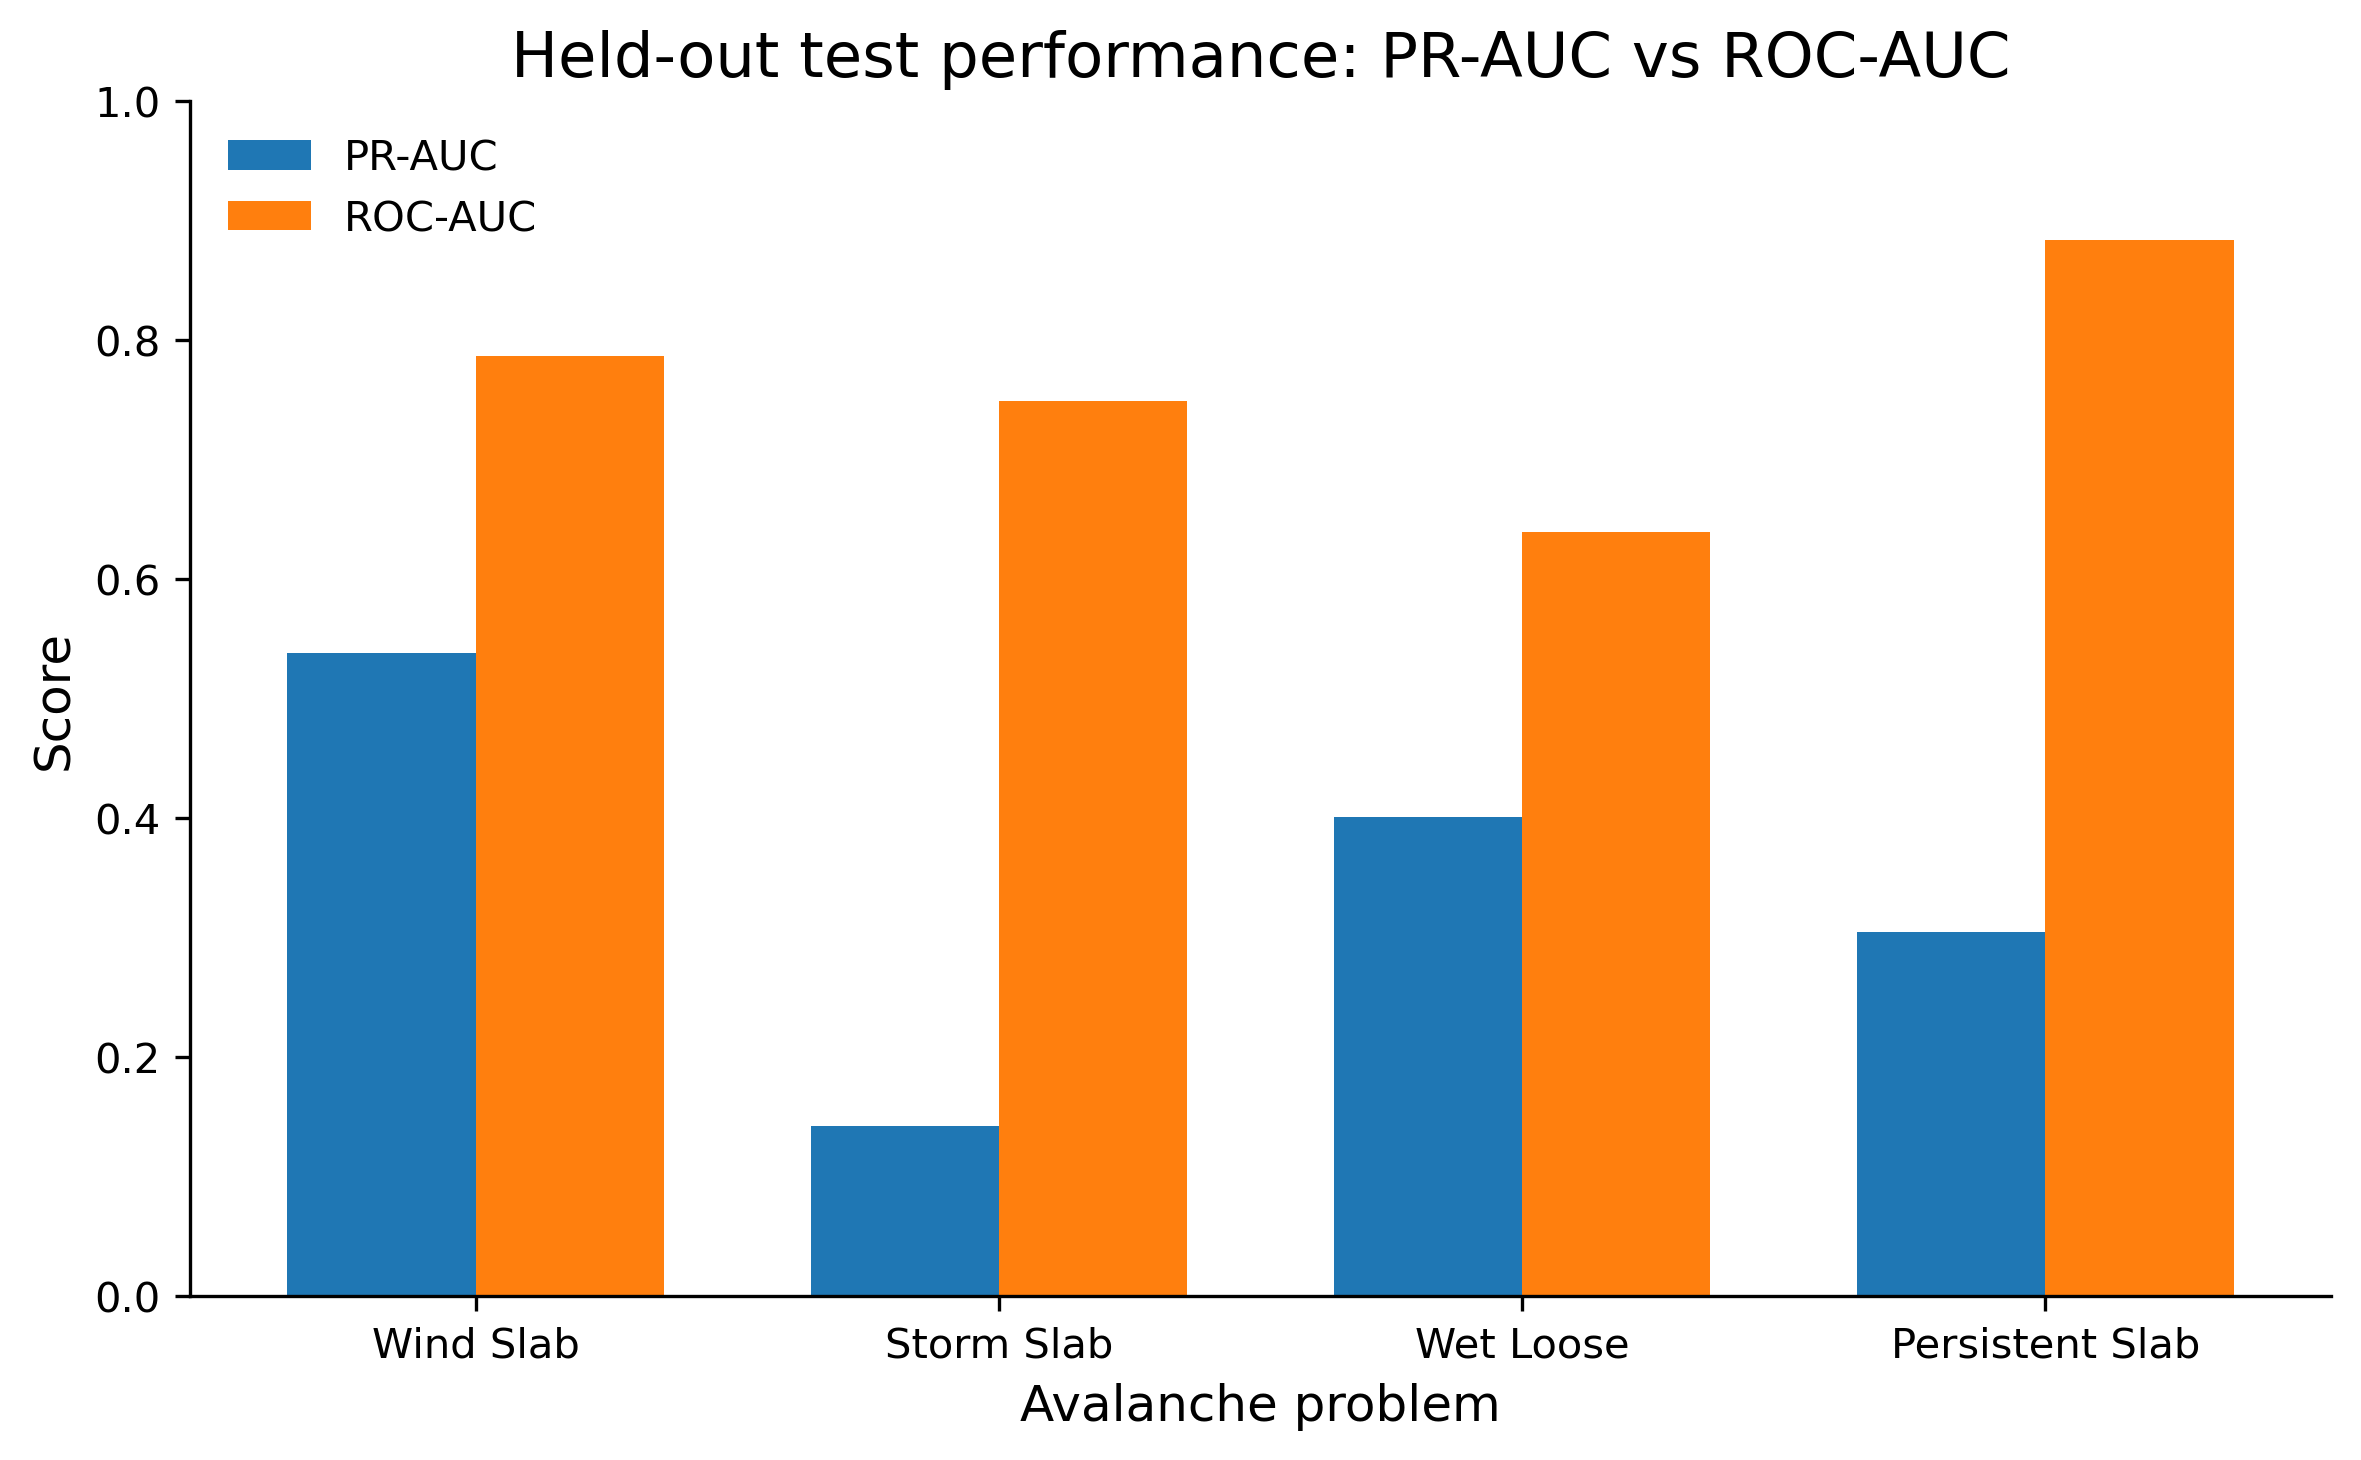 Held-out test performance: PR-AUC vs ROC-AUC
1.0
PR-AUC
ROC-AUC
0.8
0.6
Score
0.4
0.2
0.0
Wind Slab
Storm Slab
Wet Loose
Persistent Slab
Avalanche problem